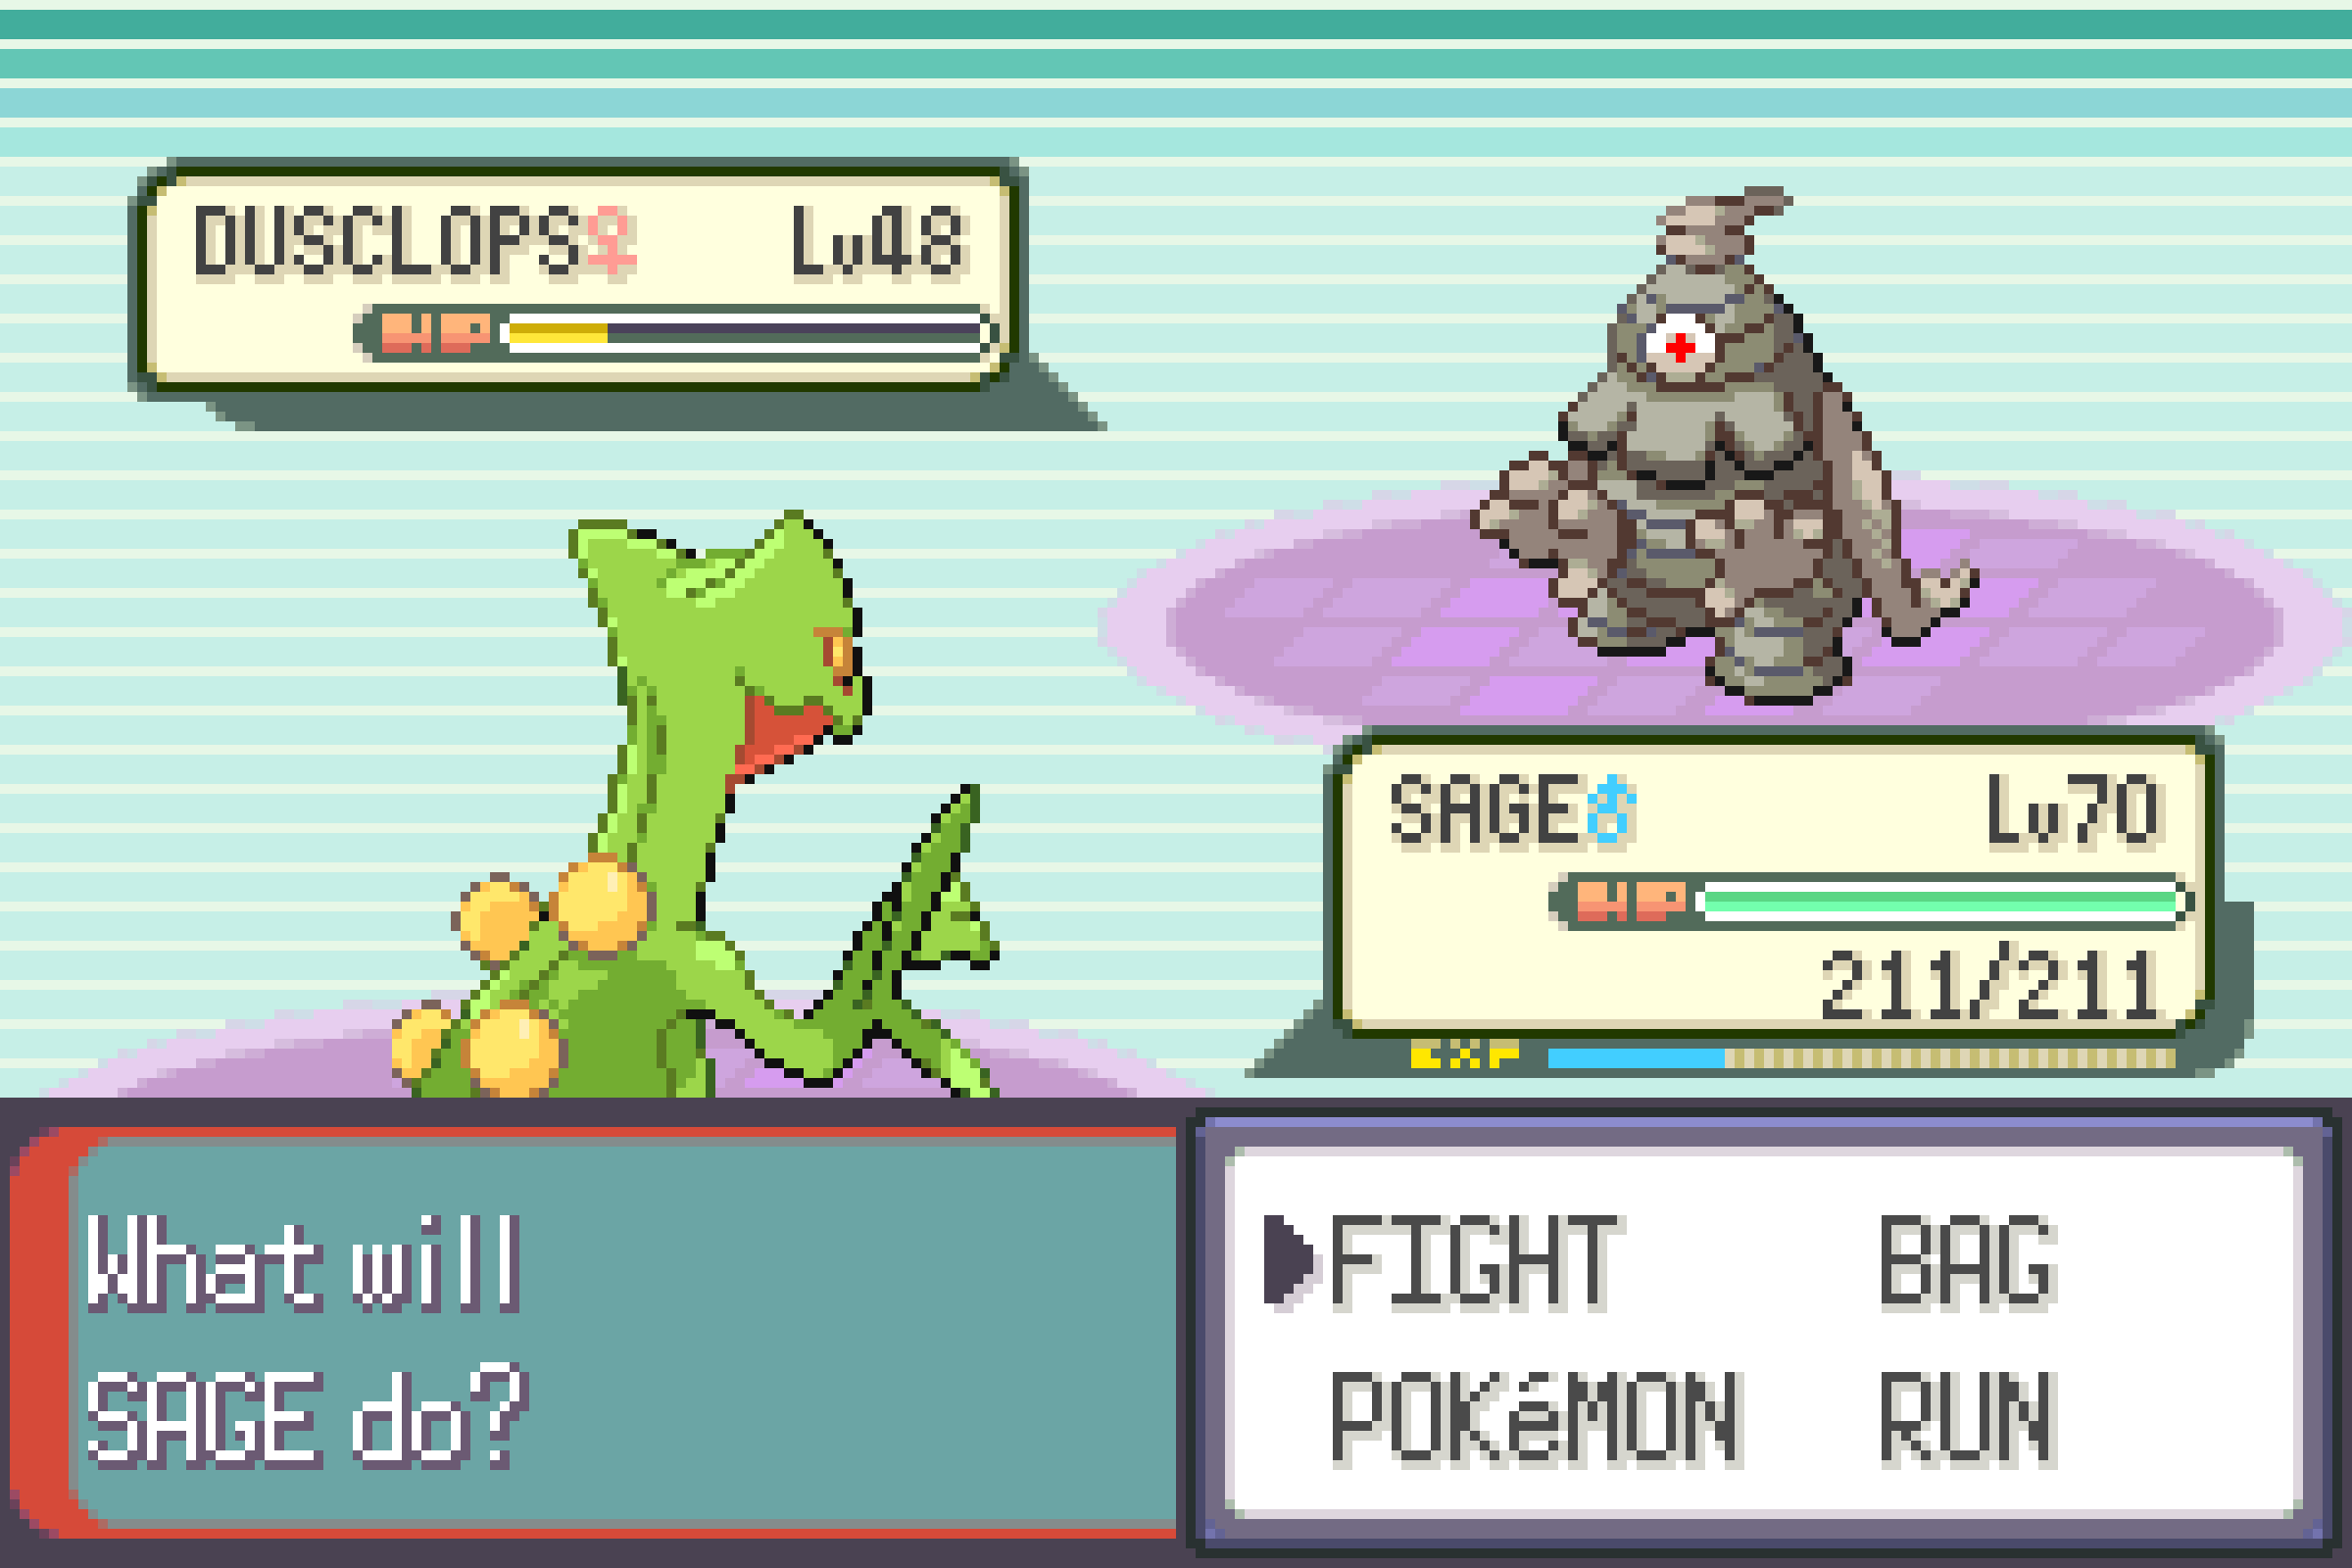 DUSCLOPS♀ Lv48
HP
SAGE♂ Lv70
HP
211/211
EXP
What will
SAGE do?
FIGHT BAG
POKéMON RUN